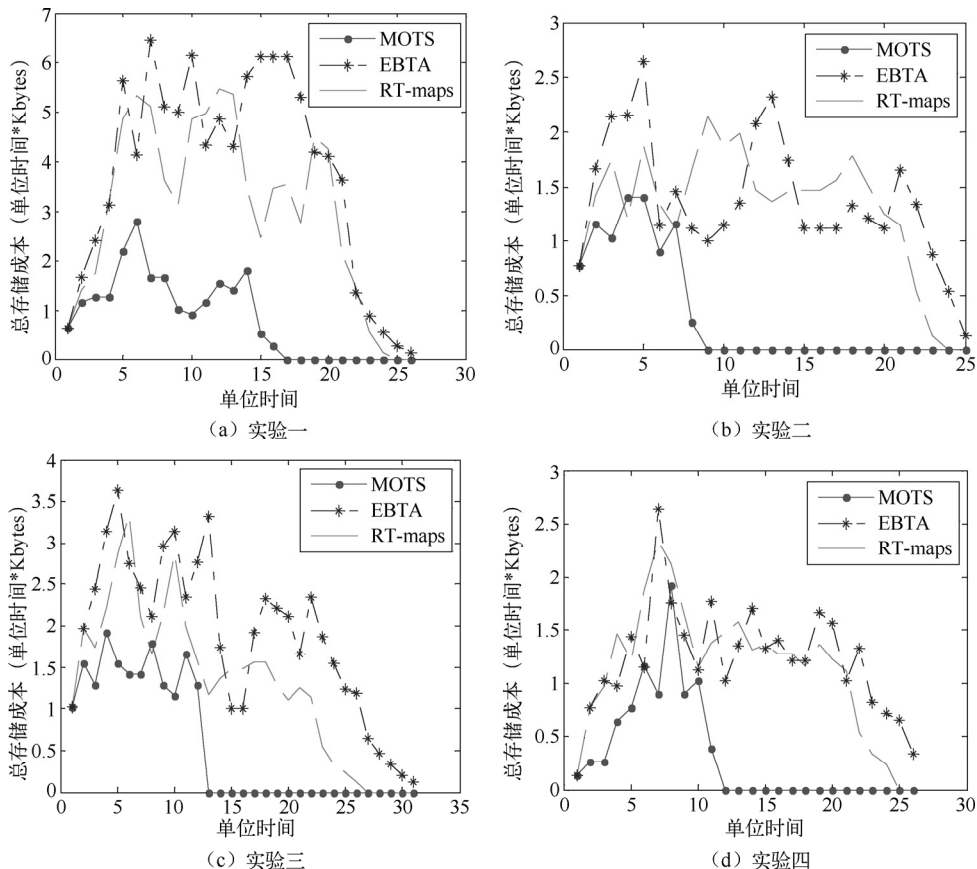 总存储成本（单位时间*Kbytes）
7
6
5
4
3
2
1
0
MOTS
EBTA
RT-maps
0 5 10 15 20 25 30
单位时间
（a）实验一
总存储成本（单位时间*Kbytes）
3
2.5
2
1.5
1
0.5
0
MOTS
EBTA
RT-maps
0 5 10 15 20 25
单位时间
（b）实验二
总存储成本（单位时间*Kbytes）
4
3.5
3
2.5
2
1.5
1
0.5
0
MOTS
EBTA
RT-maps
0 5 10 15 20 25 30 35
单位时间
（c）实验三
总存储成本（单位时间*Kbytes）
3
2.5
2
1.5
1
0.5
0
MOTS
EBTA
RT-maps
0 5 10 15 20 25 30
单位时间
（d）实验四